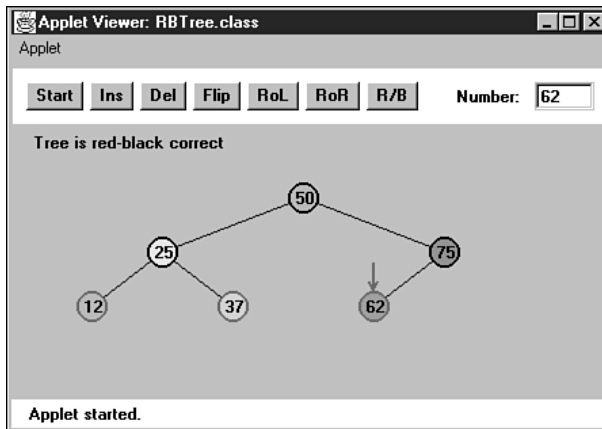 Applet Viewer: RBTree.class
Applet
Start Ins Del Flip RoL RoR R/B Number: 62
Tree is red-black correct
50
25 75
12 37 62
Applet started.